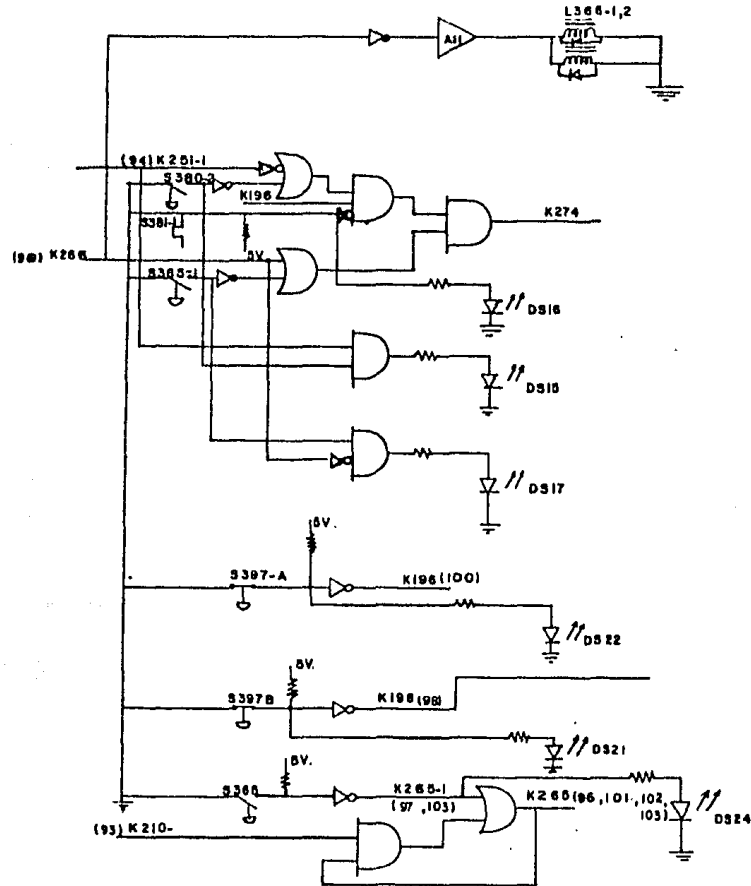 L366-1,2
A11
(94) K251-1
S380-2
K196
S381-1
K274
5V.
(98) K266
S365-1
DS16
DS15
DS17
5V.
S397-A
K196 (100)
DS22
5V.
S397B
K198 (98)
DS21
5V.
S366
K265-1
(97, 103)
K265 (96, 101, 102,
103)
DS24
(93) K210-